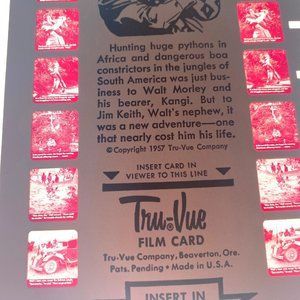 Hunting huge pythons in
Africa and dangerous boa
constrictors in the jungles of
South America was just busi-
ness to Walt Morley and
his bearer, Kangi. But to
Jim Keith, Walt's nephew, it
was a new adventure—one
that nearly cost him his life.
© Copyright 1957 Tru-Vue Company
INSERT CARD IN
VIEWER TO THIS LINE
Tru-Vue
FILM CARD
Tru-Vue Company, Beaverton, Ore.
Pats. Pending • Made in U.S.A.
INSERT IN